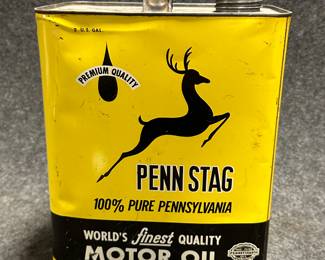 2 U.S. GAL.
PREMIUM QUALITY
PENN STAG
100% PURE PENNSYLVANIA
WORLD'S finest QUALITY
MOTOR OIL